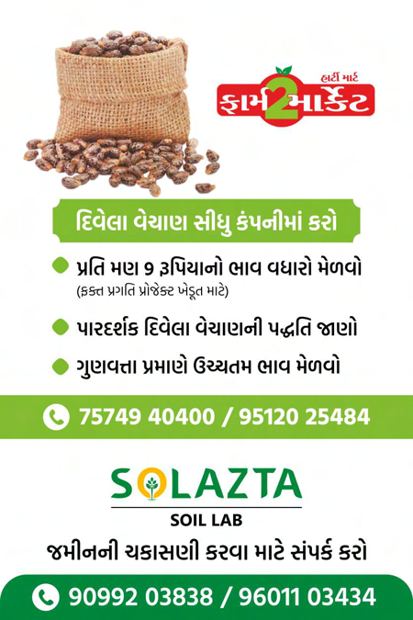 હાર્ટી માર્ટ
ફાર્મ2માર્કેટ
દિવેલા વેચાણ સીધુ કંપનીમાં કરો
પ્રતિ મણ 9 રૂપિયાનો ભાવ વધારો મેળવો
(ફક્ત પ્રગતિ પ્રોજેક્ટ ખેડૂત માટે)
પારદર્શક દિવેલા વેચાણની પદ્ધતિ જાણો
ગુણવત્તા પ્રમાણે ઉચ્ચતમ ભાવ મેળવો
75749 40400 / 95120 25484
SOLAZTA
SOIL LAB
જમીનની ચકાસણી કરવા માટે સંપર્ક કરો
90992 03838 / 96011 03434